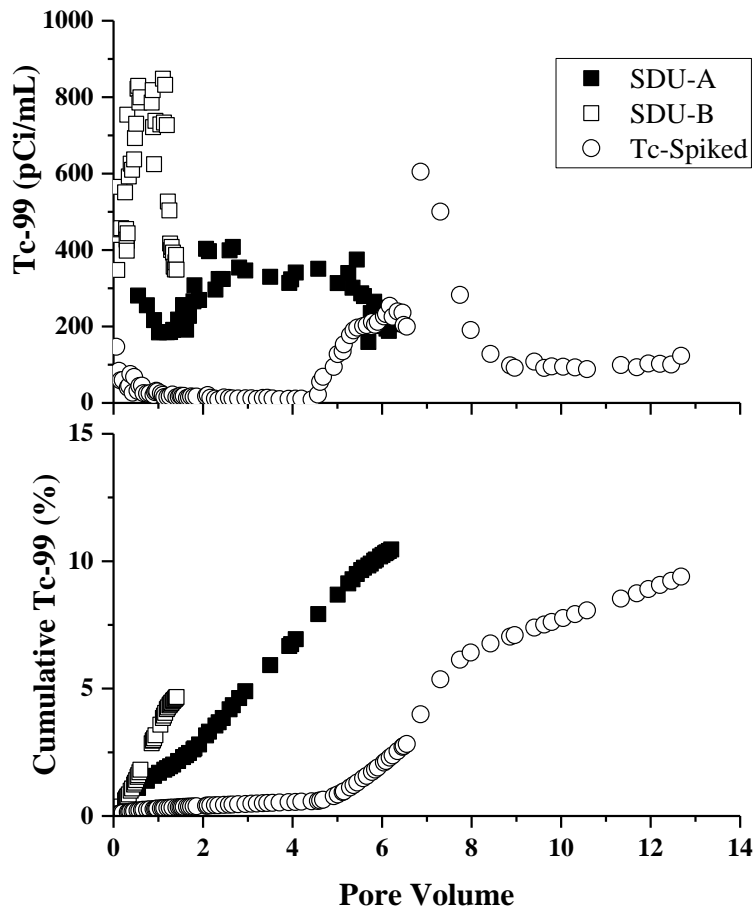 1000
800
600
400
200
0
Tc-99 (pCi/mL)
SDU-A
SDU-B
Tc-Spiked
15
10
5
0
Cumulative Tc-99 (%)
0 2 4 6 8 10 12 14
Pore Volume